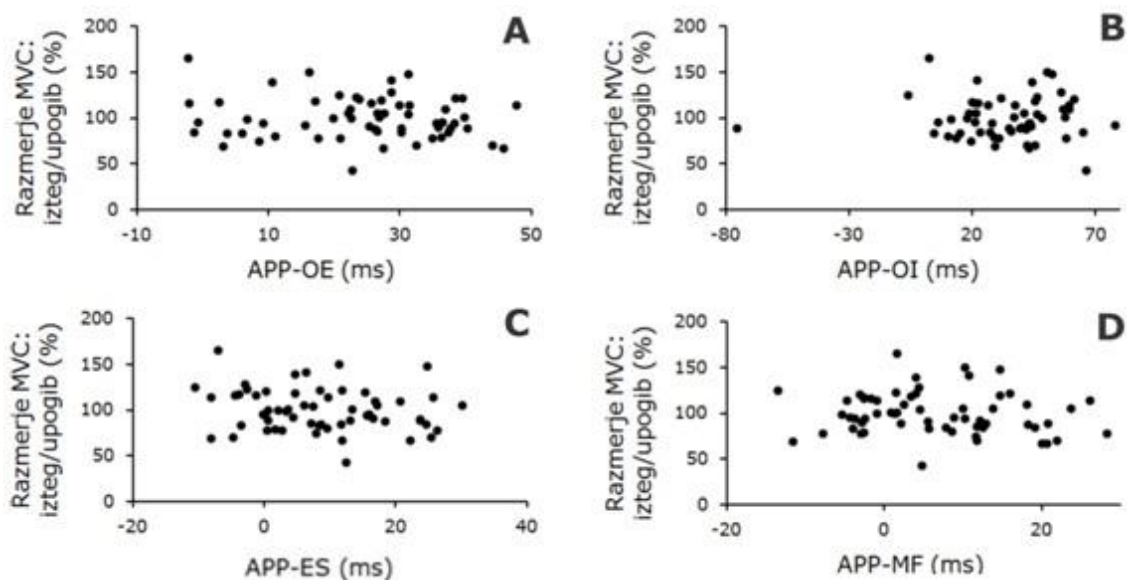 A
Razmerje MVC:
izteg/upogib (%)
200
150
100
50
0
-10
10
30
50
APP-OE (ms)
B
Razmerje MVC:
izteg/upogib (%)
200
150
100
50
0
-80
-30
20
70
APP-OI (ms)
C
Razmerje MVC:
izteg/upogib (%)
200
150
100
50
0
-20
0
20
40
APP-ES (ms)
D
Razmerje MVC:
izteg/upogib (%)
200
150
100
50
0
-20
0
20
APP-MF (ms)